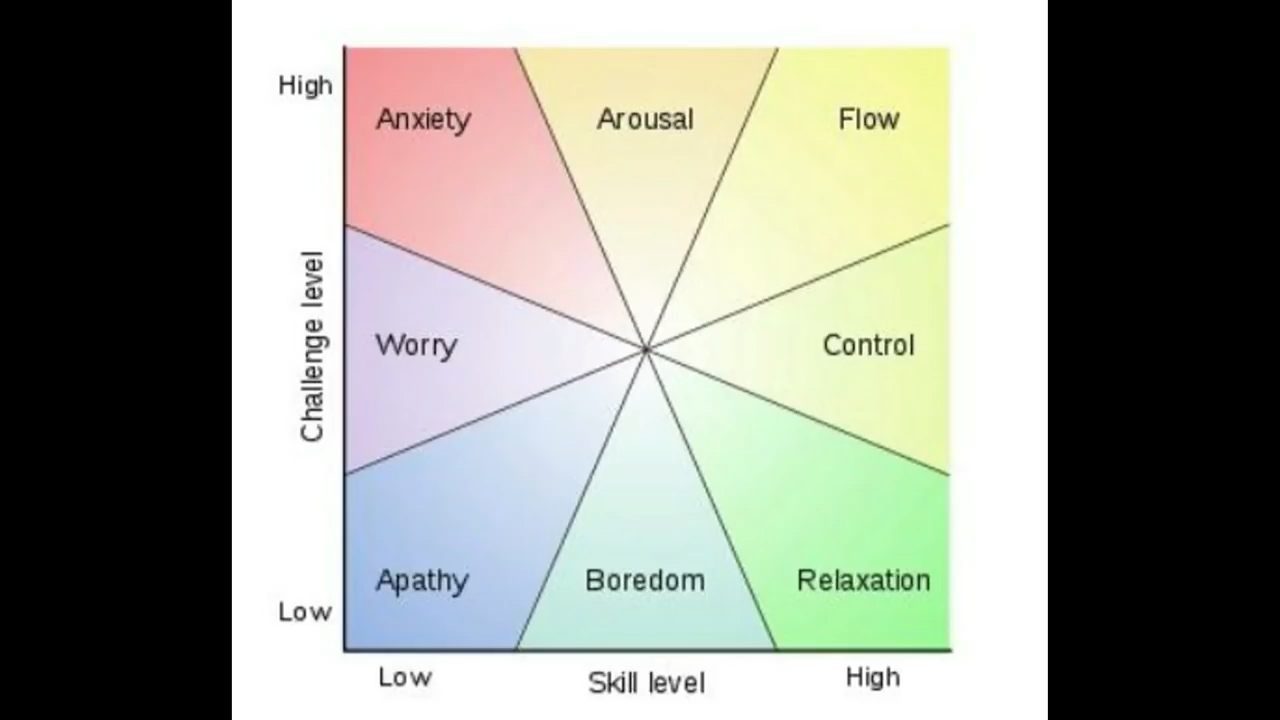 High
Anxiety
Arousal
Flow
Challenge level
Worry
Control
Apathy
Boredom
Relaxation
Low
Low
Skill level
High